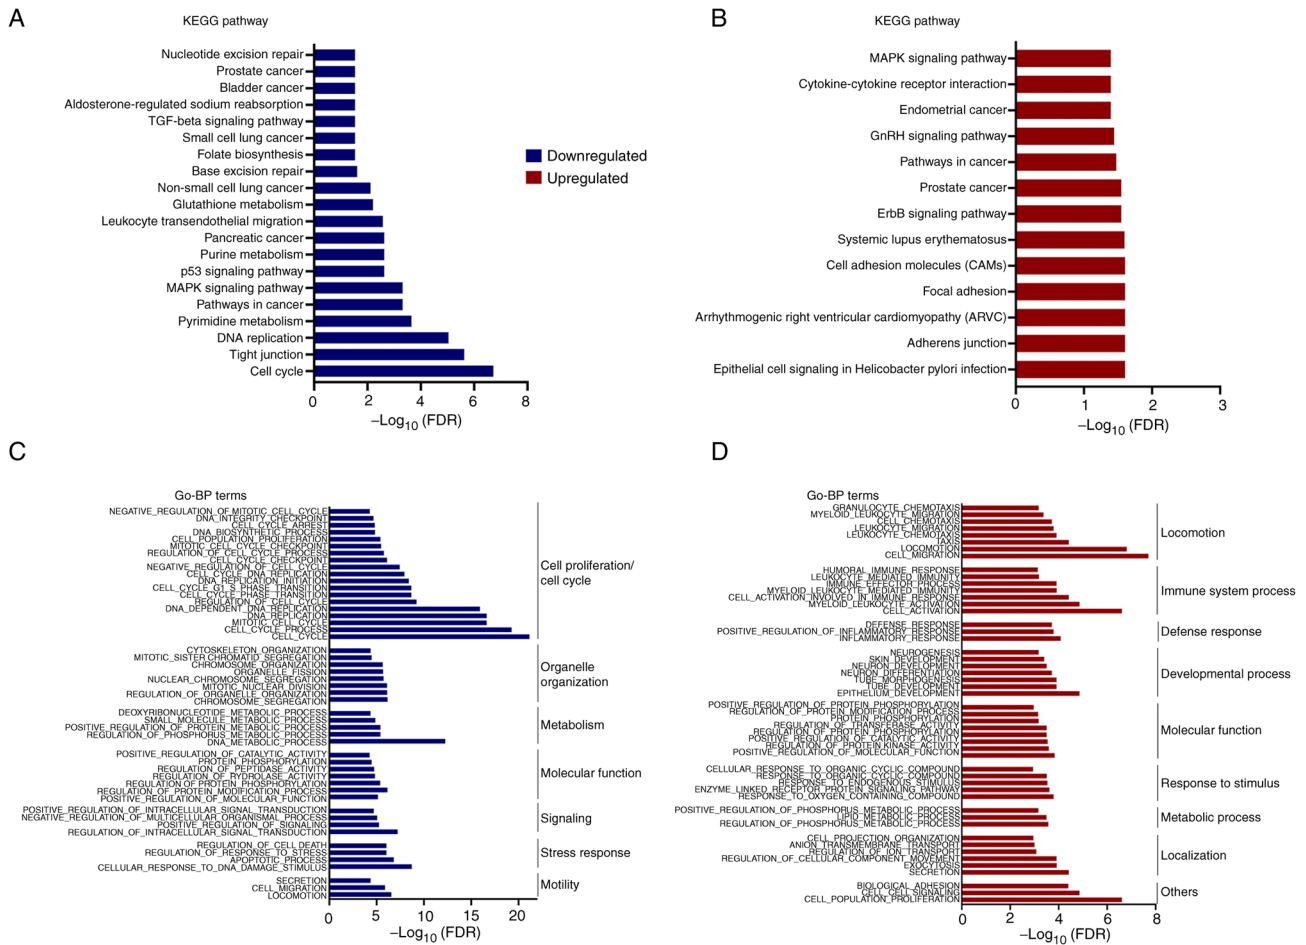 A
KEGG pathway
Nucleotide excision repair
Prostate cancer
Bladder cancer
Aldosterone-regulated sodium reabsorption
TGF-beta signaling pathway
Small cell lung cancer
Folate biosynthesis
Base excision repair
Non-small cell lung cancer
Glutathione metabolism
Leukocyte transendothelial migration
Pancreatic cancer
Purine metabolism
p53 signaling pathway
MAPK signaling pathway
Pathways in cancer
Pyrimidine metabolism
DNA replication
Tight junction
Cell cycle
0 2 4 6 8
−Log10 (FDR)
Downregulated
Upregulated
B
KEGG pathway
MAPK signaling pathway
Cytokine-cytokine receptor interaction
Endometrial cancer
GnRH signaling pathway
Pathways in cancer
Prostate cancer
ErbB signaling pathway
Systemic lupus erythematosus
Cell adhesion molecules (CAMs)
Focal adhesion
Arrhythmogenic right ventricular cardiomyopathy (ARVC)
Adherens junction
Epithelial cell signaling in Helicobacter pylori infection
0 1 2 3
−Log10 (FDR)
C
Go-BP terms
NEGATIVE_REGULATION_OF_MITOTIC_CELL_CYCLE
DNA_INTEGRITY_CHECKPOINT
CELL_CYCLE_ARREST
DNA_BIOSYNTHETIC_PROCESS
CELL_POPULATION_PROLIFERATION
MITOTIC_CELL_CYCLE_CHECKPOINT
REGULATION_OF_CELL_CYCLE_PROCESS
CELL_CYCLE_CHECKPOINT
NEGATIVE_REGULATION_OF_CELL_CYCLE
CELL_CYCLE_DNA_REPLICATION
DNA_REPLICATION_INITIATION
CELL_CYCLE_G1_S_PHASE_TRANSITION
CELL_CYCLE_PHASE_TRANSITION
REGULATION_OF_CELL_CYCLE
DNA_DEPENDENT_DNA_REPLICATION
DNA_REPLICATION
MITOTIC_CELL_CYCLE
CELL_CYCLE_PROCESS
CELL_CYCLE
Cell proliferation/
cell cycle
CYTOSKELETON_ORGANIZATION
MITOTIC_SISTER_CHROMATID_SEGREGATION
CHROMOSOME_ORGANIZATION
ORGANELLE_FISSION
NUCLEAR_CHROMOSOME_SEGREGATION
MITOTIC_NUCLEAR_DIVISION
REGULATION_OF_ORGANELLE_ORGANIZATION
CHROMOSOME_SEGREGATION
Organelle
organization
DEOXYRIBONUCLEOTIDE_METABOLIC_PROCESS
SMALL_MOLECULE_METABOLIC_PROCESS
POSITIVE_REGULATION_OF_PROTEIN_METABOLIC_PROCESS
REGULATION_OF_PHOSPHORUS_METABOLIC_PROCESS
DNA_METABOLIC_PROCESS
Metabolism
POSITIVE_REGULATION_OF_CATALYTIC_ACTIVITY
PROTEIN_PHOSPHORYLATION
REGULATION_OF_PEPTIDASE_ACTIVITY
REGULATION_OF_HYDROLASE_ACTIVITY
REGULATION OF PROTEIN_PHOSPHORYLATION
REGULATION_OF_PROTEIN_MODIFICATION_PROCESS
POSITIVE_REGULATION_OF_MOLECULAR_FUNCTION
Molecular function
POSITIVE_REGULATION_OF_INTRACELLULAR_SIGNAL_TRANSDUCTION
NEGATIVE_REGULATION_OF_MULTICELLULAR_ORGANISMAL_PROCESS
POSITIVE_REGULATION_OF_SIGNALING
REGULATION_OF_INTRACELLULAR_SIGNAL_TRANSDUCTION
Signaling
REGULATION_OF_CELL_DEATH
REGULATION_OF_RESPONSE_TO_STRESS
APOPTOTIC_PROCESS
CELLULAR_RESPONSE_TO_DNA_DAMAGE_STIMULUS
Stress response
SECRETION
CELL_MIGRATION
LOCOMOTION
Motility
0 5 10 15 20
−Log10 (FDR)
D
Go-BP terms
GRANULOCYTE_CHEMOTAXIS
MYELOID_LEUKOCYTE_MIGRATION
CELL_CHEMOTAXIS
LEUKOCYTE_MIGRATION
LEUKOCYTE_CHEMOTAXIS
TAXIS
LOCOMOTION
CELL_MIGRATION
Locomotion
HUMORAL_IMMUNE_RESPONSE
LEUKOCYTE_MEDIATED_IMMUNITY
IMMUNE_EFFECTOR_PROCESS
MYELOID_LEUKOCYTE_MEDIATED_IMMUNITY
CELL_ACTIVATION_INVOLVED_IN_IMMUNE_RESPONSE
MYELOID_LEUKOCYTE_ACTIVATION
CELL_ACTIVATION
Immune system process
DEFENSE_RESPONSE
POSITIVE_REGULATION_OF_INFLAMMATORY_RESPONSE
INFLAMMATORY_RESPONSE
Defense response
NEUROGENESIS
SKIN_DEVELOPMENT
NEURON_DEVELOPMENT
NEURON_DIFFERENTIATION
TUBE_MORPHOGENESIS
TUBE_DEVELOPMENT
EPITHELIUM_DEVELOPMENT
Developmental process
POSITIVE_REGULATION_OF_PROTEIN_PHOSPHORYLATION
REGULATION_OF_PROTEIN_MODIFICATION_PROCESS
PROTEIN_PHOSPHORYLATION
REGULATION_OF_TRANSFERASE_ACTIVITY
REGULATION_OF_PROTEIN_PHOSPHORYLATION
POSITIVE_REGULATION_OF_CATALYTIC_ACTIVITY
REGULATION_OF_PROTEIN_KINASE_ACTIVITY
POSITIVE_REGULATION_OF_MOLECULAR_FUNCTION
Molecular function
CELLULAR_RESPONSE_TO_ORGANIC_CYCLIC_COMPOUND
RESPONSE_TO_ORGANIC_CYCLIC_COMPOUND
RESPONSE_TO_ENDOGENOUS_STIMULUS
ENZYME_LINKED_RECEPTOR_PROTEIN_SIGNALING_PATHWAY
RESPONSE_TO_OXYGEN_CONTAINING_COMPOUND
Response to stimulus
POSITIVE_REGULATION_OF_PHOSPHORUS_METABOLIC_PROCESS
LIPID_METABOLIC_PROCESS
REGULATION_OF_PHOSPHORUS_METABOLIC_PROCESS
Metabolic process
CELL_PROJECTION_ORGANIZATION
ANION_TRANSMEMBRANE_TRANSPORT
REGULATION_OF_ION_TRANSPORT
REGULATION_OF_CELLULAR_COMPONENT_MOVEMENT
EXOCYTOSIS
SECRETION
Localization
BIOLOGICAL_ADHESION
CELL_CELL_SIGNALING
CELL_POPULATION_PROLIFERATION
Others
0 2 4 6 8
−Log10 (FDR)